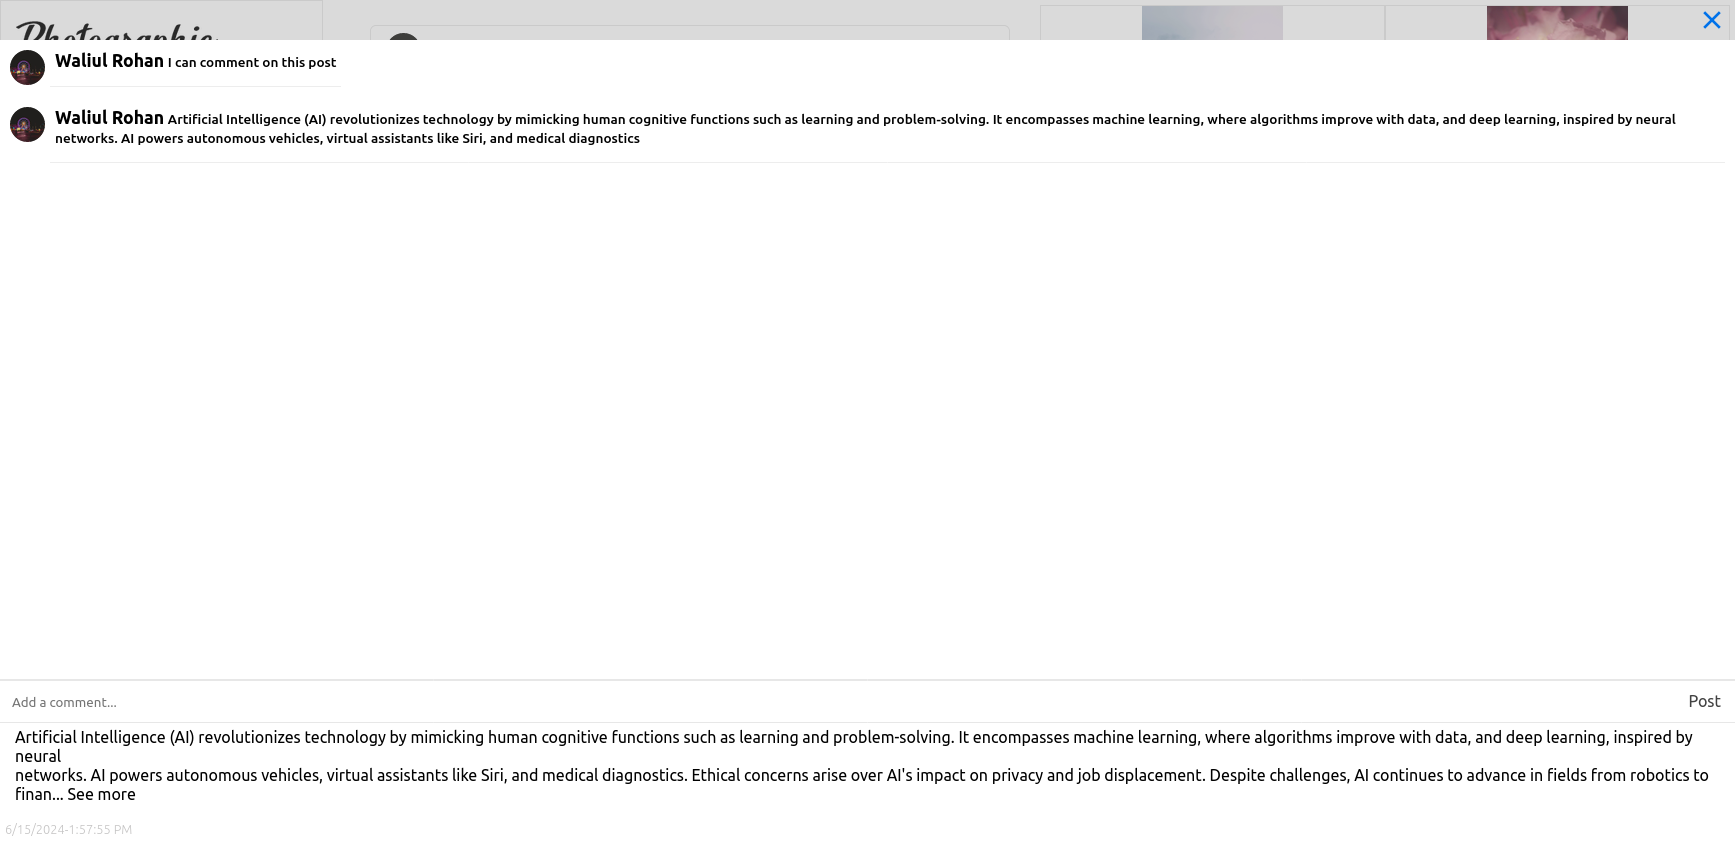 Photographic
Waliul Rohan I can comment on this post
Waliul Rohan Artificial Intelligence (AI) revolutionizes technology by mimicking human cognitive functions such as learning and problem-solving. It encompasses machine learning, where algorithms improve with data, and deep learning, inspired by neural
networks. AI powers autonomous vehicles, virtual assistants like Siri, and medical diagnostics
Add a comment...
Post
Artificial Intelligence (AI) revolutionizes technology by mimicking human cognitive functions such as learning and problem-solving. It encompasses machine learning, where algorithms improve with data, and deep learning, inspired by
neural
networks. AI powers autonomous vehicles, virtual assistants like Siri, and medical diagnostics. Ethical concerns arise over AI's impact on privacy and job displacement. Despite challenges, AI continues to advance in fields from robotics to
finan... See more
6/15/2024-1:57:55 PM